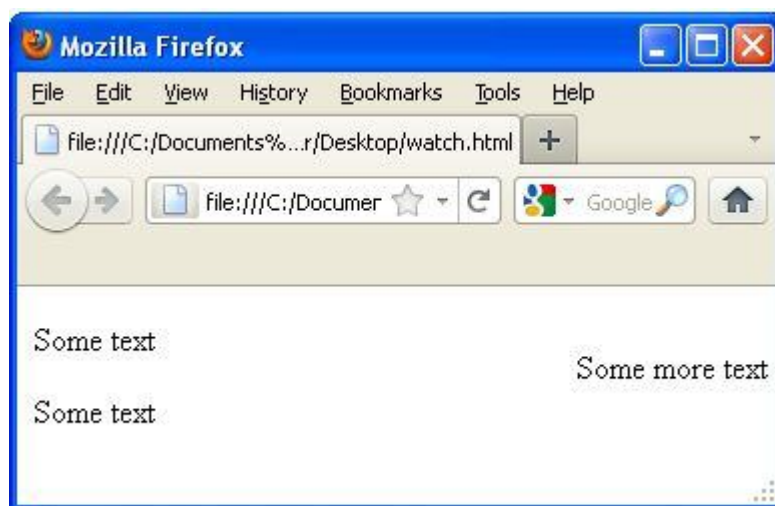 Mozilla Firefox
File Edit View History Bookmarks Tools Help
file:///C:/Documents%...r/Desktop/watch.html
file:///C:/Documer Google
Some text
Some more text
Some text